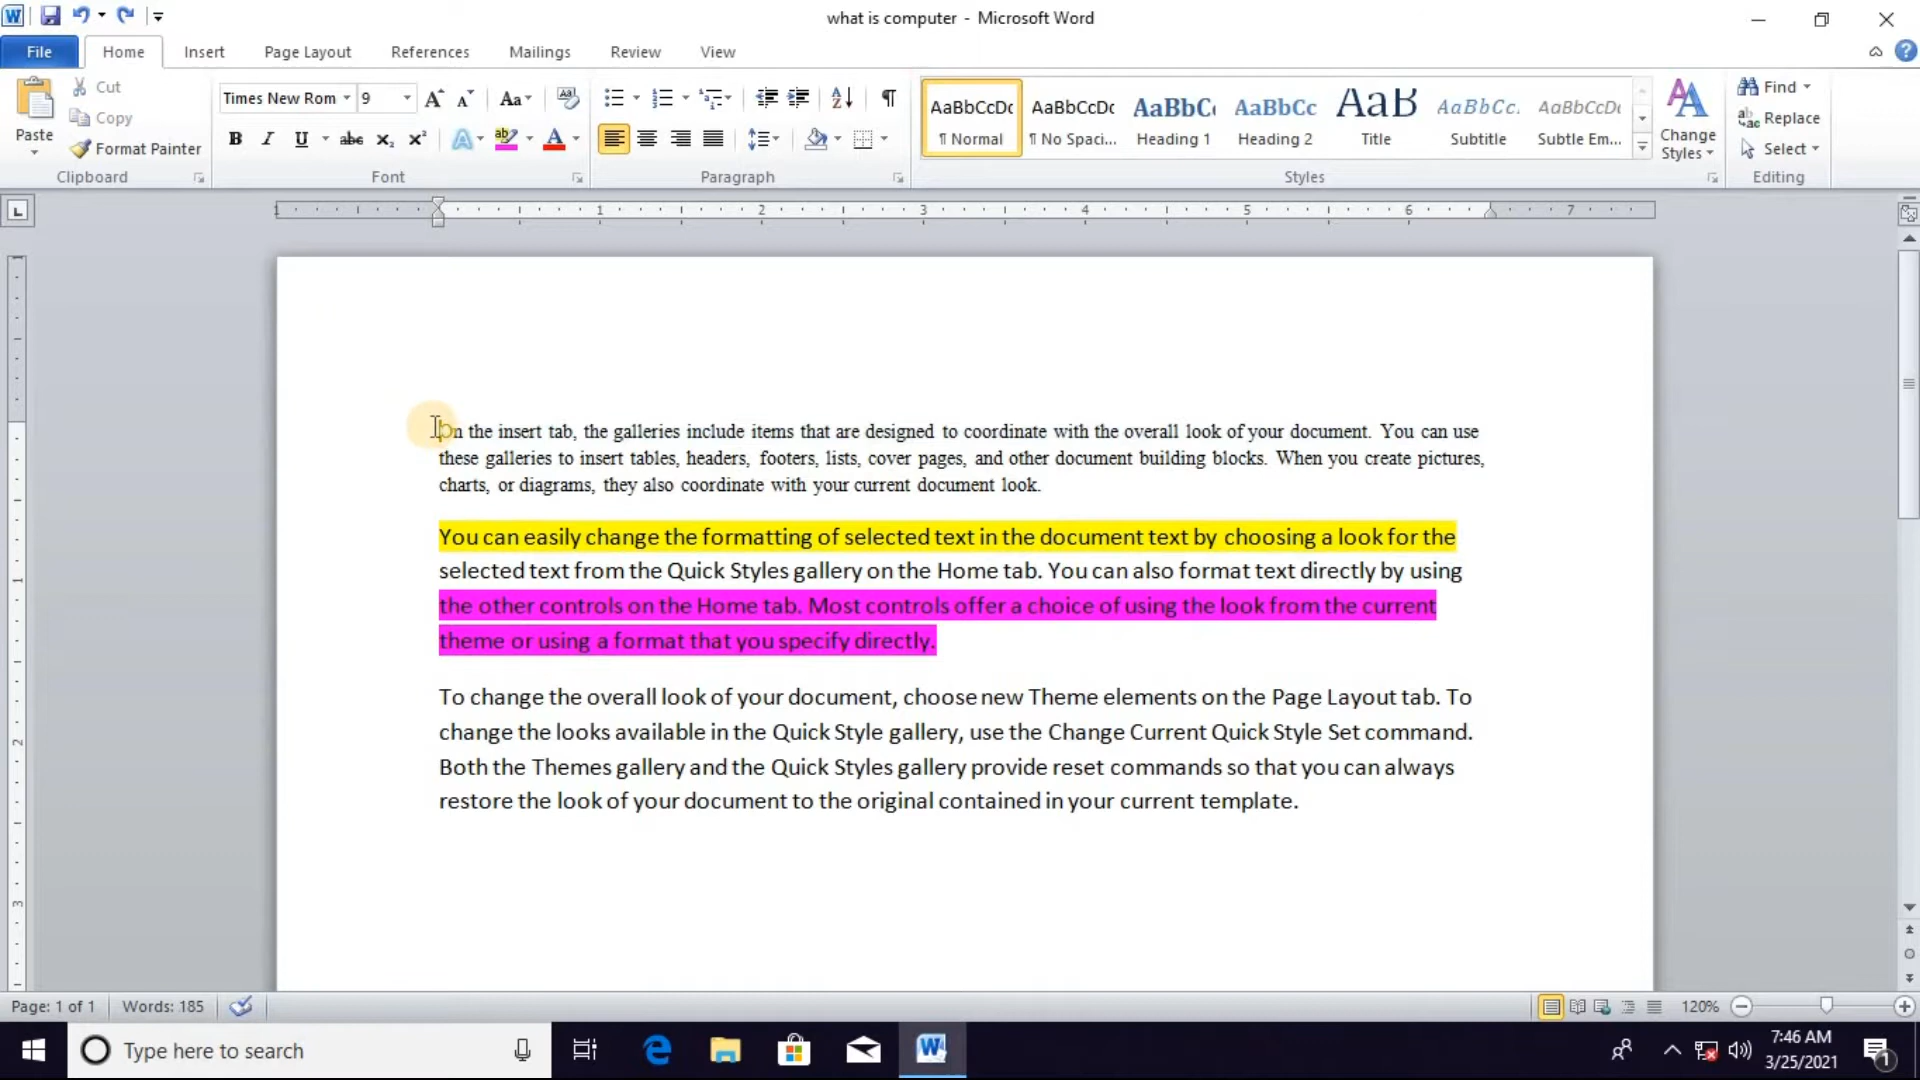 what is computer - Microsoft Word
File Home Insert Page Layout References Mailings Review View
Cut
Copy
Paste
Format Painter
Clipboard
Times New Rom 9
Font
Paragraph
AaBbCcDc AaBbCcDc AaBbC AaBbCc AaB AaBbCc. AaBbCcDc
¶ Normal ¶ No Spaci... Heading 1 Heading 2 Title Subtitle Subtle Em...
Styles
Change
Styles
Find
Replace
Select
Editing
1 1 2 3 4 5 6 7
On the insert tab, the galleries include items that are designed to coordinate with the overall look of your document. You can use
these galleries to insert tables, headers, footers, lists, cover pages, and other document building blocks. When you create pictures,
charts, or diagrams, they also coordinate with your current document look.
You can easily change the formatting of selected text in the document text by choosing a look for the
selected text from the Quick Styles gallery on the Home tab. You can also format text directly by using
the other controls on the Home tab. Most controls offer a choice of using the look from the current
theme or using a format that you specify directly.
To change the overall look of your document, choose new Theme elements on the Page Layout tab. To
change the looks available in the Quick Style gallery, use the Change Current Quick Style Set command.
Both the Themes gallery and the Quick Styles gallery provide reset commands so that you can always
restore the look of your document to the original contained in your current template.
1
2
3
Page: 1 of 1 Words: 185 120%
Type here to search
7:46 AM
3/25/2021
1